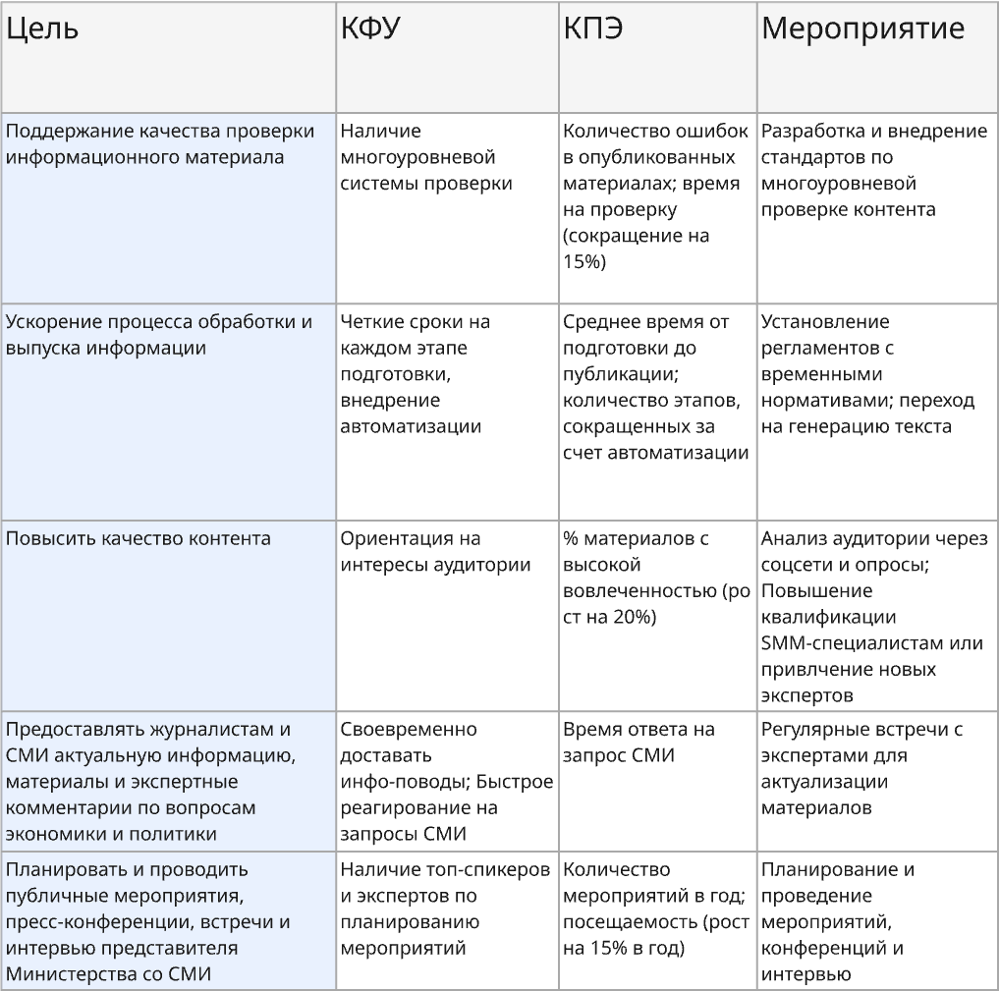 Цель
КФУ
КПЭ
Мероприятие
Поддержание качества проверки
информационного материала
Наличие
многоуровневой
системы проверки
Количество ошибок
в опубликованных
материалах; время
на проверку
(сокращение на
15%)
Разработка и внедрение
стандартов по
многоуровневой
проверке контента
Ускорение процесса обработки и
выпуска информации
Четкие сроки на
каждом этапе
подготовки,
внедрение
автоматизации
Среднее время от
подготовки до
публикации;
количество этапов,
сокращенных за
счет автоматизации
Установление
регламентов с
временными
нормативами; переход
на генерацию текста
Повысить качество контента
Ориентация на
интересы аудитории
% материалов с
высокой
вовлеченностью (ро
ст на 20%)
Анализ аудитории через
соцсети и опросы;
Повышение
квалификации
SMM-специалистам или
привлчение новых
экспертов
Предоставлять журналистам и
СМИ актуальную информацию,
материалы и экспертные
комментарии по вопросам
экономики и политики
Своевременно
доставать
инфо-поводы; Быстрое
реагирование на
запросы СМИ
Время ответа на
запрос СМИ
Регулярные встречи с
экспертами для
актуализации
материалов
Планировать и проводить
публичные мероприятия,
пресс-конференции, встречи и
интервью представителя
Министерства со СМИ
Наличие топ-спикеров
и экспертов по
планированию
мероприятий
Количество
мероприятий в год;
посещаемость (рост
на 15% в год)
Планирование и
проведение
мероприятий,
конференций и
интервью